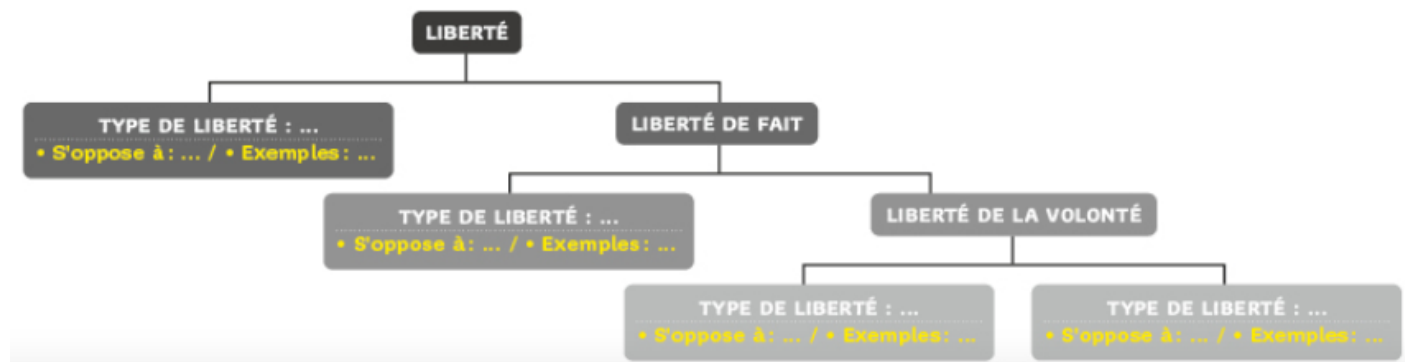 LIBERTÉ
TYPE DE LIBERTÉ : ...
• S'oppose à : ... / • Exemples : ...
LIBERTÉ DE FAIT
TYPE DE LIBERTÉ : ...
• S'oppose à : ... / • Exemples : ...
LIBERTÉ DE LA VOLONTÉ
TYPE DE LIBERTÉ : ...
• S'oppose à : ... / • Exemples : ...
TYPE DE LIBERTÉ : ...
• S'oppose à : ... / • Exemples : ...